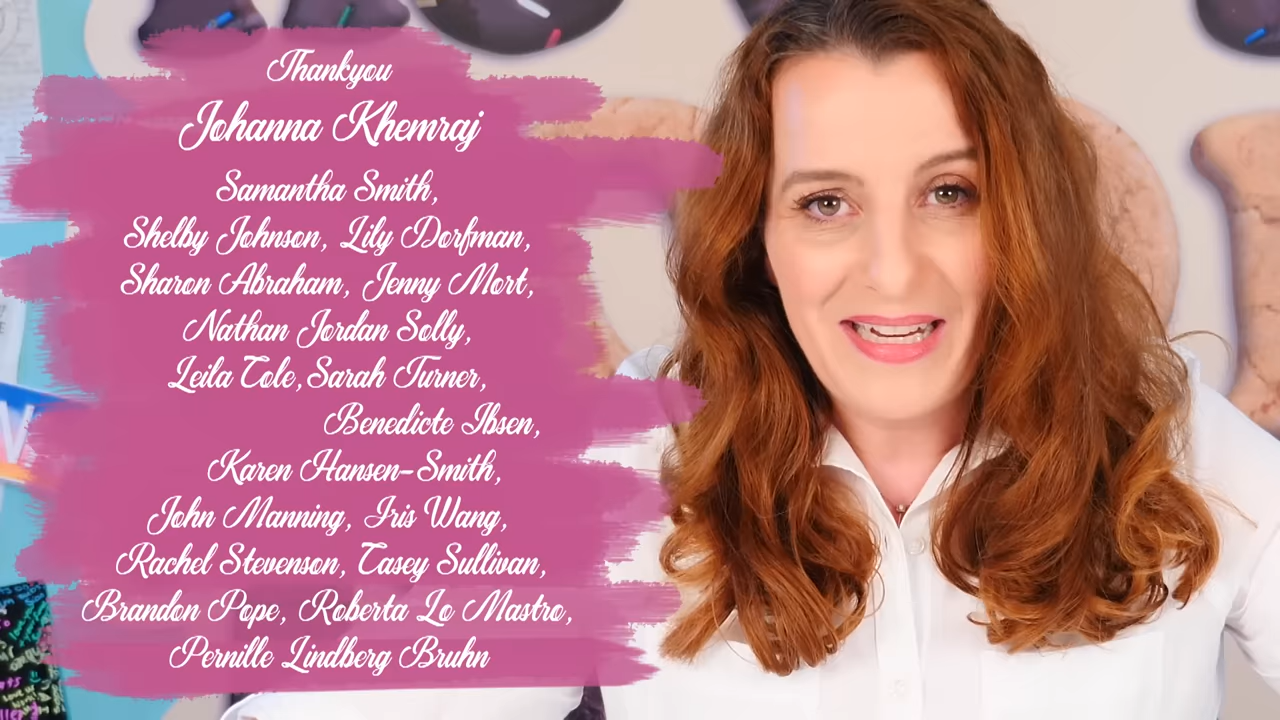 Thankyou
Johanna Khemraj
Samantha Smith,
Shelby Johnson, Lily Dorfman,
Sharon Abraham, Jenny Mort,
Nathan Jordan Solly,
Leila Cole, Sarah Turner,
Benedicte Ibsen,
Karen Hansen-Smith,
John Manning, Iris Wang,
Rachel Stevenson, Casey Sullivan,
Brandon Pope, Roberta Lo Mastro,
Pernille Lindberg Bruhn